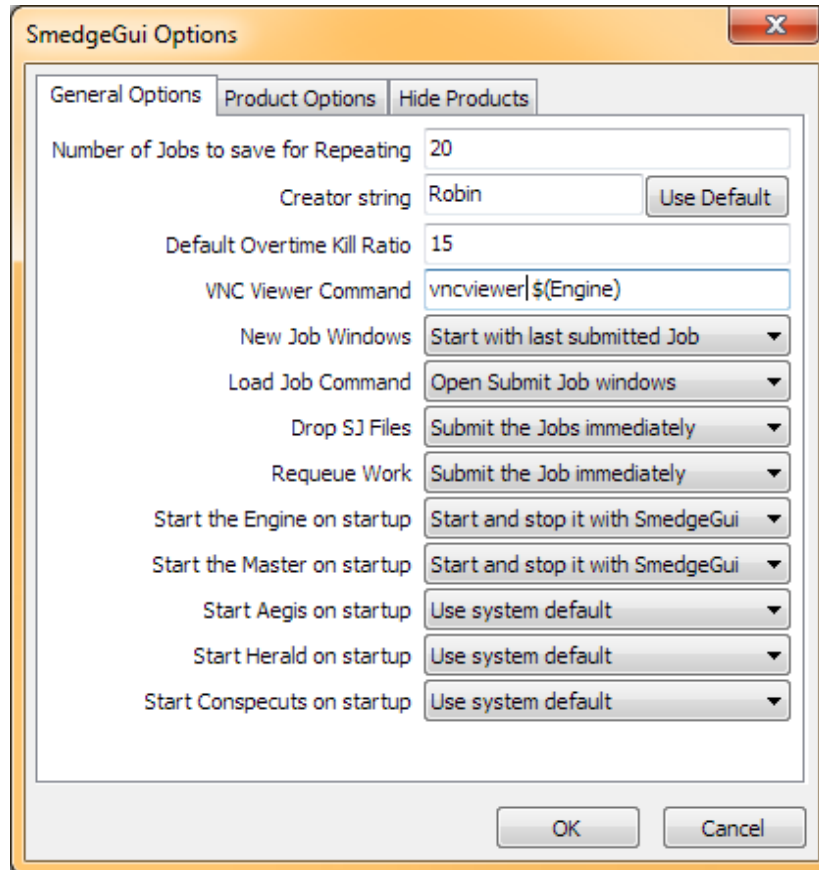 SmedgeGui Options
General Options Product Options Hide Products
Number of Jobs to save for Repeating 20
Creator string Robin Use Default
Default Overtime Kill Ratio 15
VNC Viewer Command vncviewer $(Engine)
New Job Windows Start with last submitted Job
Load Job Command Open Submit Job windows
Drop SJ Files Submit the Jobs immediately
Requeue Work Submit the Job immediately
Start the Engine on startup Start and stop it with SmedgeGui
Start the Master on startup Start and stop it with SmedgeGui
Start Aegis on startup Use system default
Start Herald on startup Use system default
Start Conspecuts on startup Use system default
OK Cancel